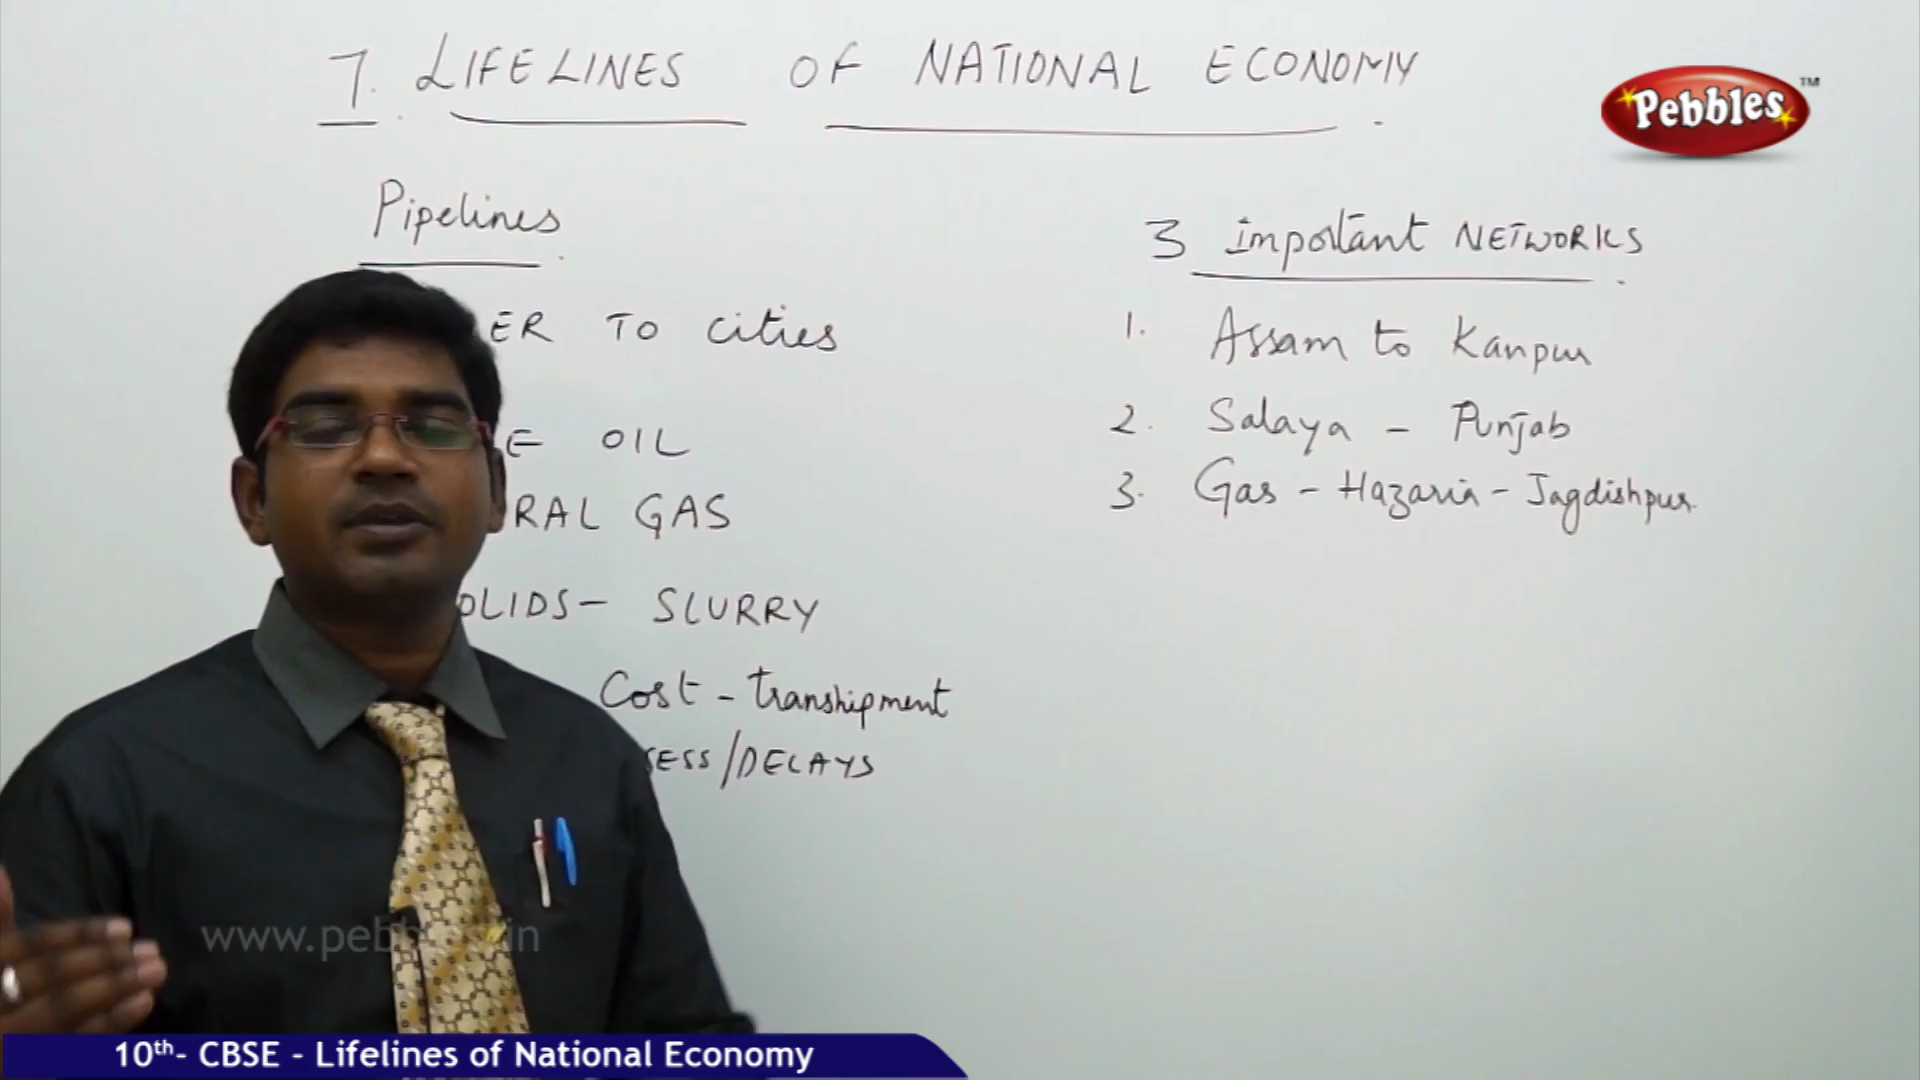 7. LIFELINES OF NATIONAL ECONOMY
Pebbles™
Pipelines
ER TO cities
E OIL
RAL GAS
OLIDS - SLURRY
Cost - Transhipment
SESS/DELAYS
3 Important NETWORKS
1. Assam to Kanpur
2. Salaya - Punjab
3. Gas - Hazaria - Jagdishpur.
www.pebbles.in
10th- CBSE - Lifelines of National Economy